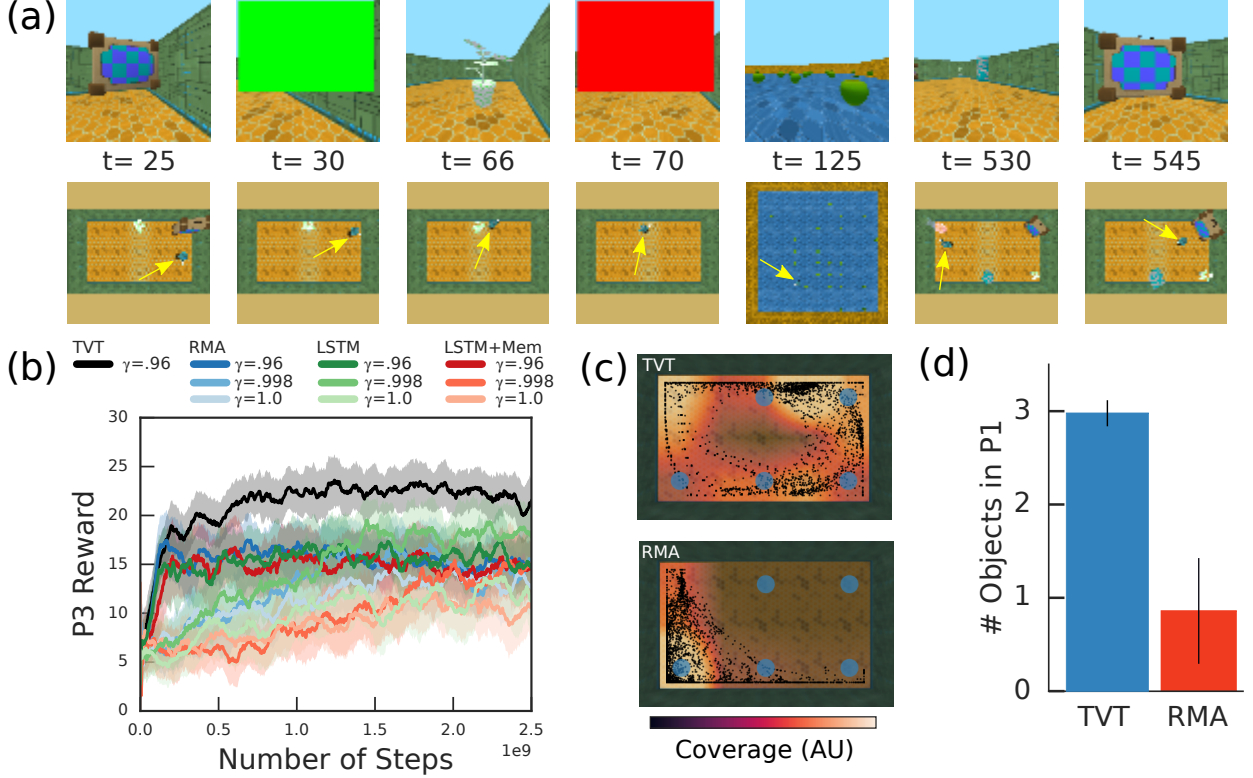 (a)
t= 25 t= 30 t= 66 t= 70 t= 125 t= 530 t= 545
(b)
TVT RMA LSTM LSTM+Mem
γ=.96 γ=.96 γ=.96 γ=.96
γ=.998 γ=.998 γ=.998
γ=1.0 γ=1.0 γ=1.0
30
25
20
15
10
5
0
P3 Reward
0.0 0.5 1.0 1.5 2.0 2.5
1e9
Number of Steps
(c)
TVT
RMA
Coverage (AU)
(d)
# Objects in P1
3
2
1
0
TVT RMA